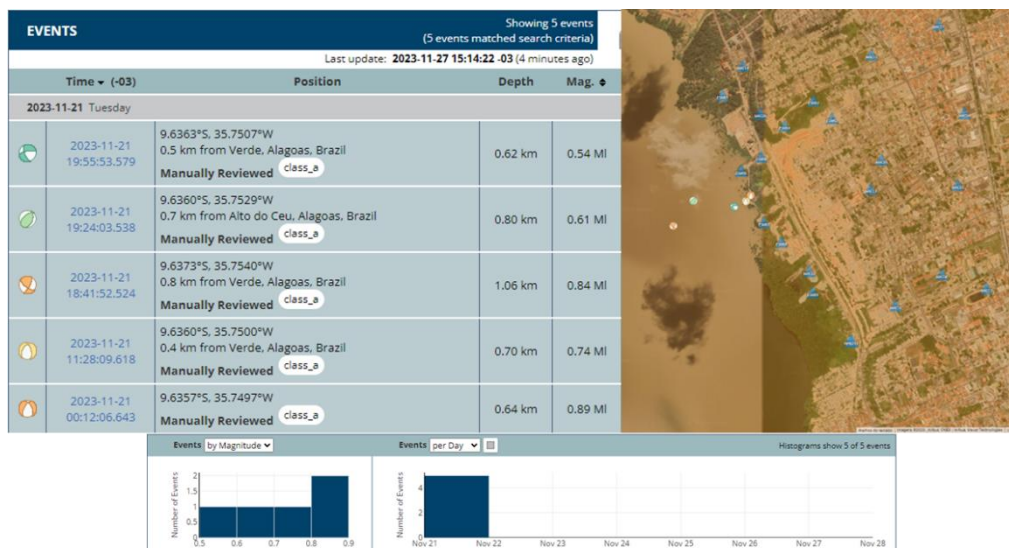 EVENTS
Showing 5 events
(5 events matched search criteria)
Last update: 2023-11-27 15:14:22 -03 (4 minutes ago)
Time (-03) Position Depth Mag.
2023-11-21 Tuesday
2023-11-21
19:55:53.579
9.6363°S, 35.7507°W
0.5 km from Verde, Alagoas, Brazil
Manually Reviewed class_a
0.62 km
0.54 Ml
2023-11-21
19:24:03.538
9.6360°S, 35.7529°W
0.7 km from Alto do Ceu, Alagoas, Brazil
Manually Reviewed class_a
0.80 km
0.61 Ml
2023-11-21
18:41:52.524
9.6373°S, 35.7540°W
0.8 km from Verde, Alagoas, Brazil
Manually Reviewed class_a
1.06 km
0.84 Ml
2023-11-21
11:28:09.618
9.6360°S, 35.7500°W
0.4 km from Verde, Alagoas, Brazil
Manually Reviewed class_a
0.70 km
0.74 Ml
2023-11-21
00:12:06.643
9.6357°S, 35.7497°W
Manually Reviewed class_a
0.64 km
0.89 Ml
Events by Magnitude
Number of Events
2
1.5
1
0.5
0
0.5 0.6 0.7 0.8 0.9
Events per Day
Histograms show 5 of 5 events
Number of Events
4
2
0
Nov 21 Nov 22 Nov 23 Nov 24 Nov 25 Nov 26 Nov 27 Nov 28